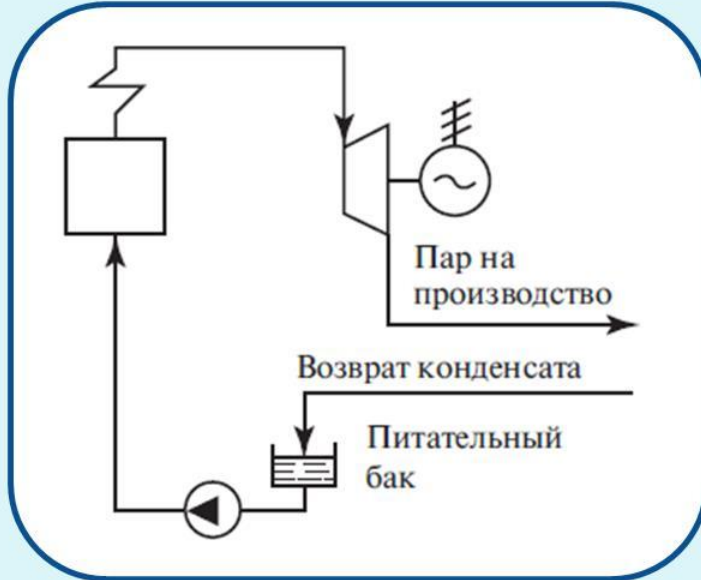 Пар на
производство
Возврат конденсата
Питательный
бак